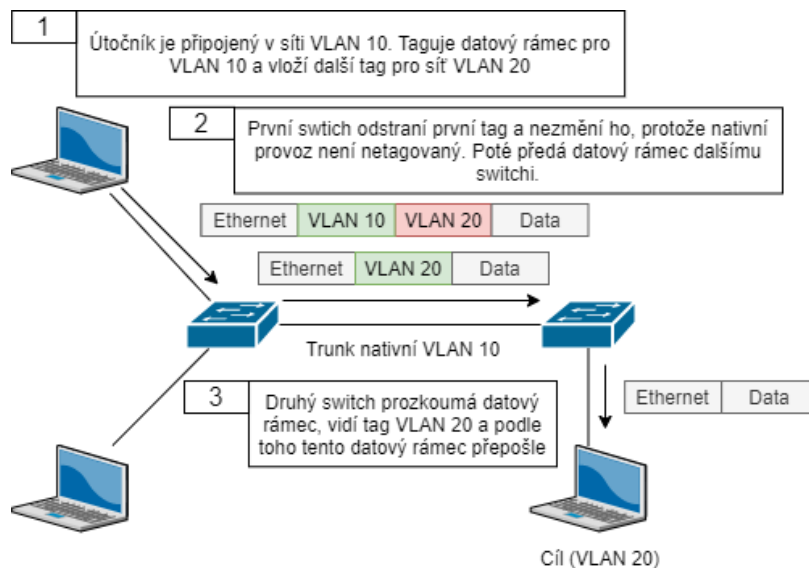 1
Útočník je připojený v síti VLAN 10. Taguje datový rámec pro
VLAN 10 a vloží další tag pro síť VLAN 20
2
První swtich odstraní první tag a nezmění ho, protože nativní
provoz není netagovaný. Poté předá datový rámec dalšímu
switchi.
Ethernet VLAN 10 VLAN 20 Data
Ethernet VLAN 20 Data
Trunk nativní VLAN 10
3
Druhý switch prozkoumá datový
rámec, vidí tag VLAN 20 a podle
toho tento datový rámec přepošle
Ethernet Data
Cíl (VLAN 20)